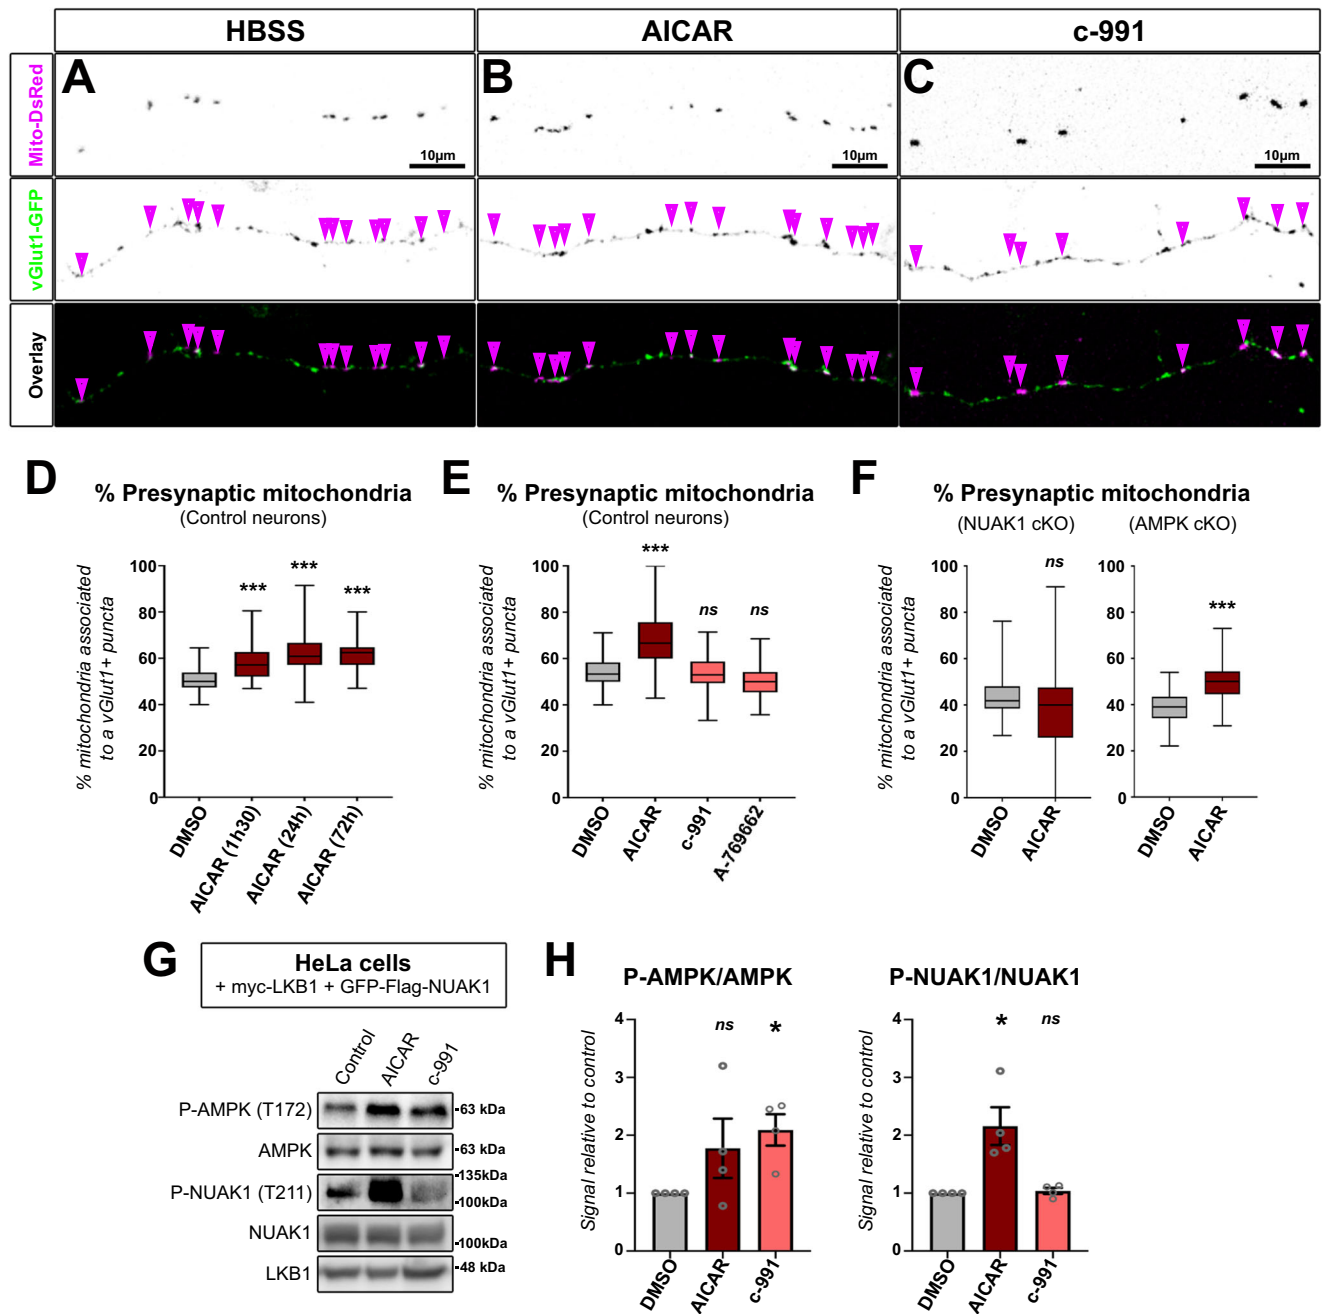 HBSS
AICAR
c-991
Mito-DsRed
A
B
C
10µm
10µm
10µm
vGlut1-GFP
Overlay
D
% Presynaptic mitochondria
(Control neurons)
% mitochondria associated
to a vGlut1+ puncta
100
80
60
40
20
0
***
***
***
DMSO
AICAR (1h30)
AICAR (24h)
AICAR (72h)
E
% Presynaptic mitochondria
(Control neurons)
% mitochondria associated
to a vGlut1+ puncta
100
80
60
40
20
0
***
ns
ns
DMSO
AICAR
c-991
A-769662
F
% Presynaptic mitochondria
(NUAK1 cKO)
(AMPK cKO)
% mitochondria associated
to a vGlut1+ puncta
100
80
60
40
20
0
ns
DMSO
AICAR
100
80
60
40
20
0
***
DMSO
AICAR
G
HeLa cells
+ myc-LKB1 + GFP-Flag-NUAK1
Control
AICAR
c-991
P-AMPK (T172)
-63 kDa
AMPK
-63 kDa
P-NUAK1 (T211)
-135kDa
-100kDa
NUAK1
-100kDa
LKB1
-48 kDa
H
P-AMPK/AMPK
Signal relative to control
4
3
2
1
0
ns
*
DMSO
AICAR
c-991
P-NUAK1/NUAK1
Signal relative to control
4
3
2
1
0
*
ns
DMSO
AICAR
c-991